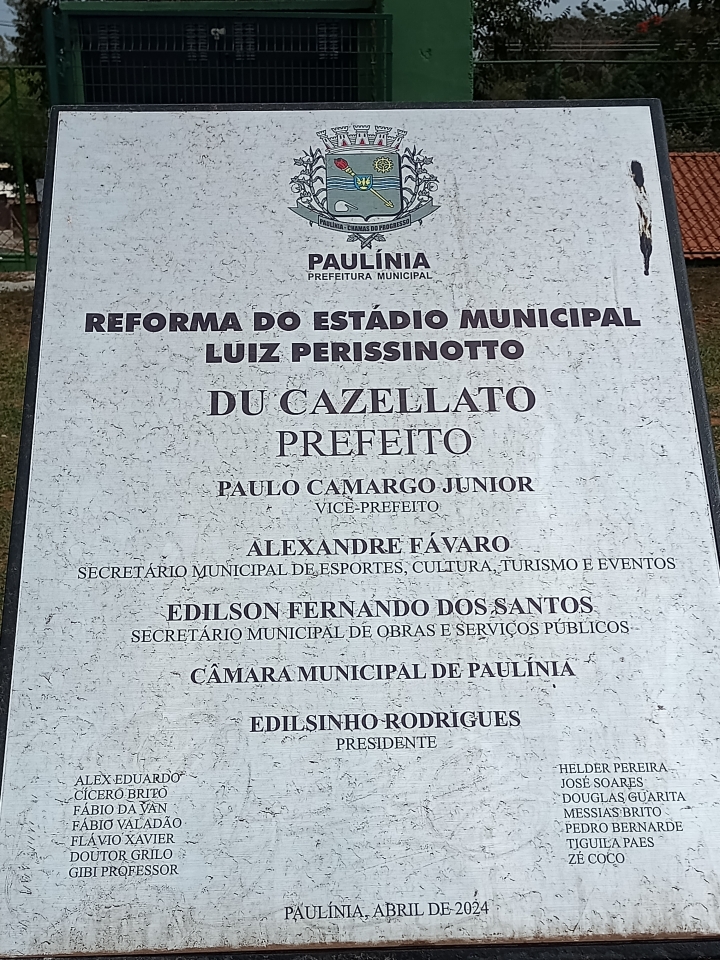 PAULÍNIA - CHAMAS DO PROGRESSO
PAULÍNIA
PREFEITURA MUNICIPAL
REFORMA DO ESTÁDIO MUNICIPAL
LUIZ PERISSINOTTO
DU CAZELLATO
PREFEITO
PAULO CAMARGO JUNIOR
VICE-PREFEITO
ALEXANDRE FÁVARO
SECRETÁRIO MUNICIPAL DE ESPORTES, CULTURA, TURISMO E EVENTOS
EDILSON FERNANDO DOS SANTOS
SECRETÁRIO MUNICIPAL DE OBRAS E SERVIÇOS PÚBLICOS
CÂMARA MUNICIPAL DE PAULÍNIA
EDILSINHO RODRIGUES
PRESIDENTE
ALEX EDUARDO
CÍCERO BRITO
FÁBIO DA VAN
FÁBIO VALADÃO
FLÁVIO XAVIER
DOUTOR GRILO
GIBI PROFESSOR
HELDER PEREIRA
JOSÉ SOARES
DOUGLAS GUARITA
MESSIAS BRITO
PEDRO BERNARDE
TIGUILA PAES
ZÉ COCO
PAULÍNIA, ABRIL DE 2024